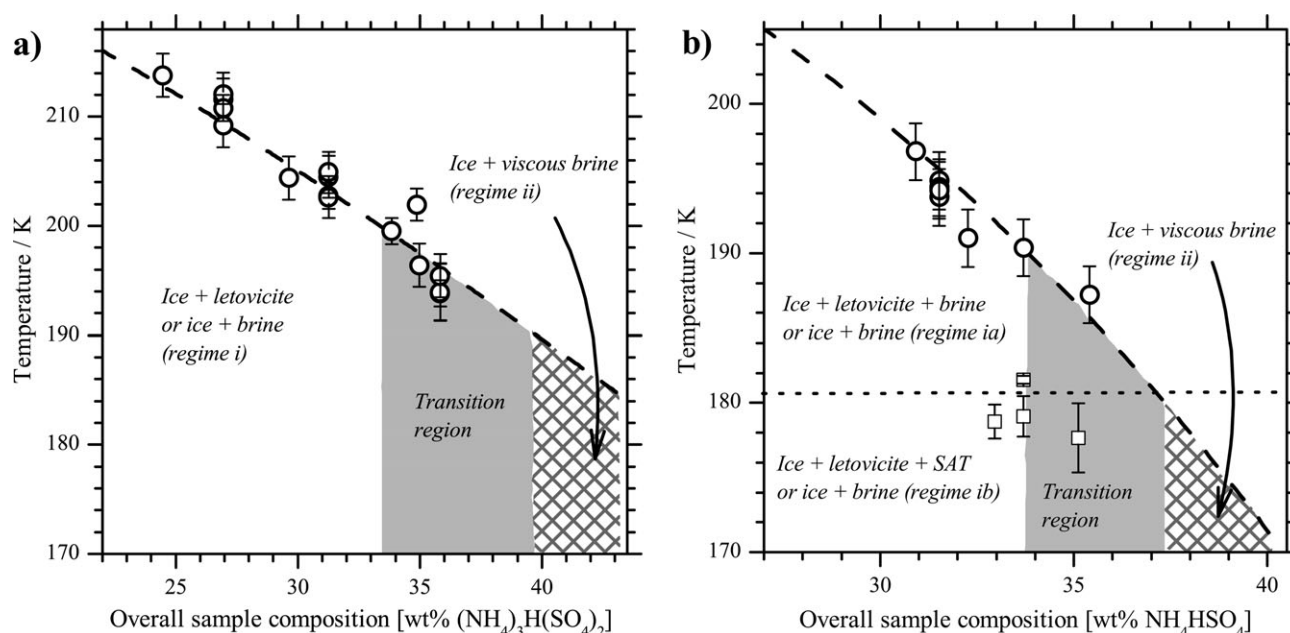 a)
Temperature / K
210
200
190
180
170
25
30
35
40
Overall sample composition [wt% (NH₄)₃H(SO₄)₂]
Ice + viscous brine
(regime ii)
Ice + letovicite
or ice + brine
(regime i)
Transition
region
b)
Temperature / K
200
190
180
170
30
35
40
Overall sample composition [wt% NH₄HSO₄]
Ice + viscous brine
(regime ii)
Ice + letovicite + brine
or ice + brine (regime ia)
Ice + letovicite + SAT
or ice + brine (regime ib)
Transition
region